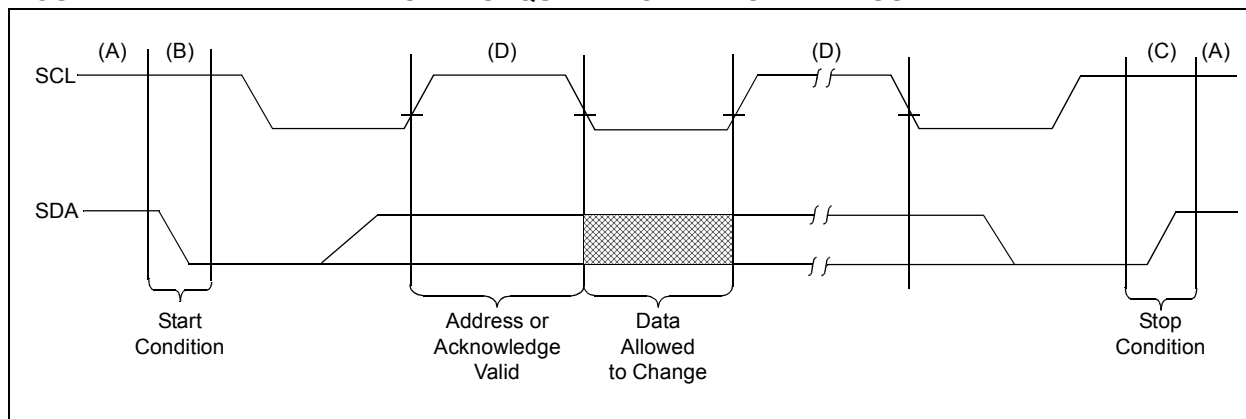 (A) (B) (D) (D) (C) (A)
SCL
SDA
Start
Condition
Address or
Acknowledge
Valid
Data
Allowed
to Change
Stop
Condition